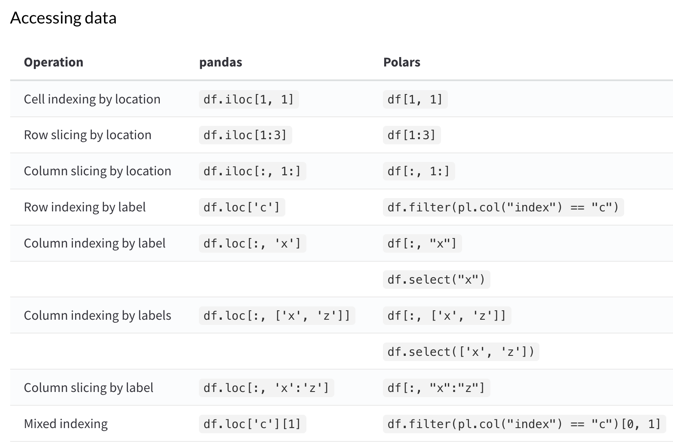 Accessing data
Operation pandas Polars
Cell indexing by location df.iloc[1, 1] df[1, 1]
Row slicing by location df.iloc[1:3] df[1:3]
Column slicing by location df.iloc[:, 1:] df[:, 1:]
Row indexing by label df.loc['c'] df.filter(pl.col("index") == "c")
Column indexing by label df.loc[:, 'x'] df[:, "x"]
df.select("x")
Column indexing by labels df.loc[:, ['x', 'z']] df[:, ['x', 'z']]
df.select(['x', 'z'])
Column slicing by label df.loc[:, 'x':'z'] df[:, "x":"z"]
Mixed indexing df.loc['c'][1] df.filter(pl.col("index") == "c")[0, 1]